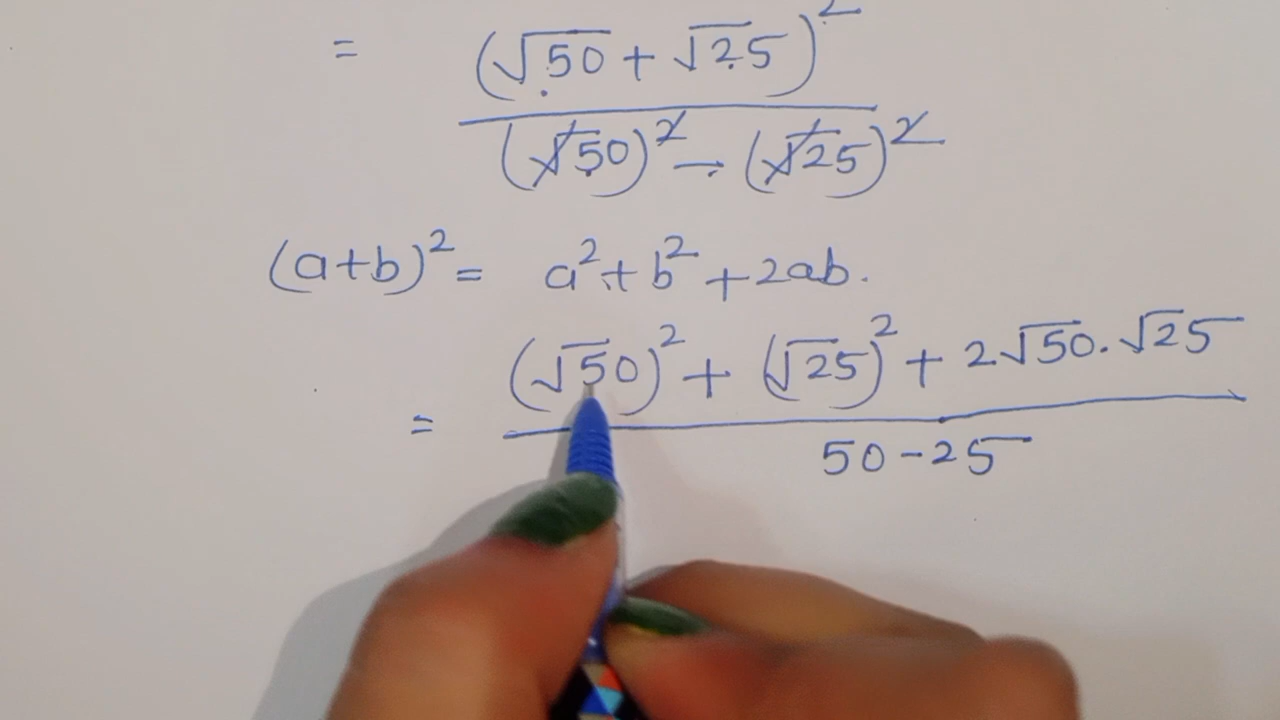 = (√50 + √25)²
(√50)² - (√25)²
(a+b)² = a² + b² + 2ab.
= (√50)² + (√25)² + 2√50.√25
50-25